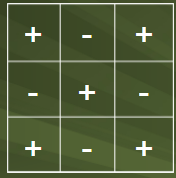 + - +
- + -
+ - +